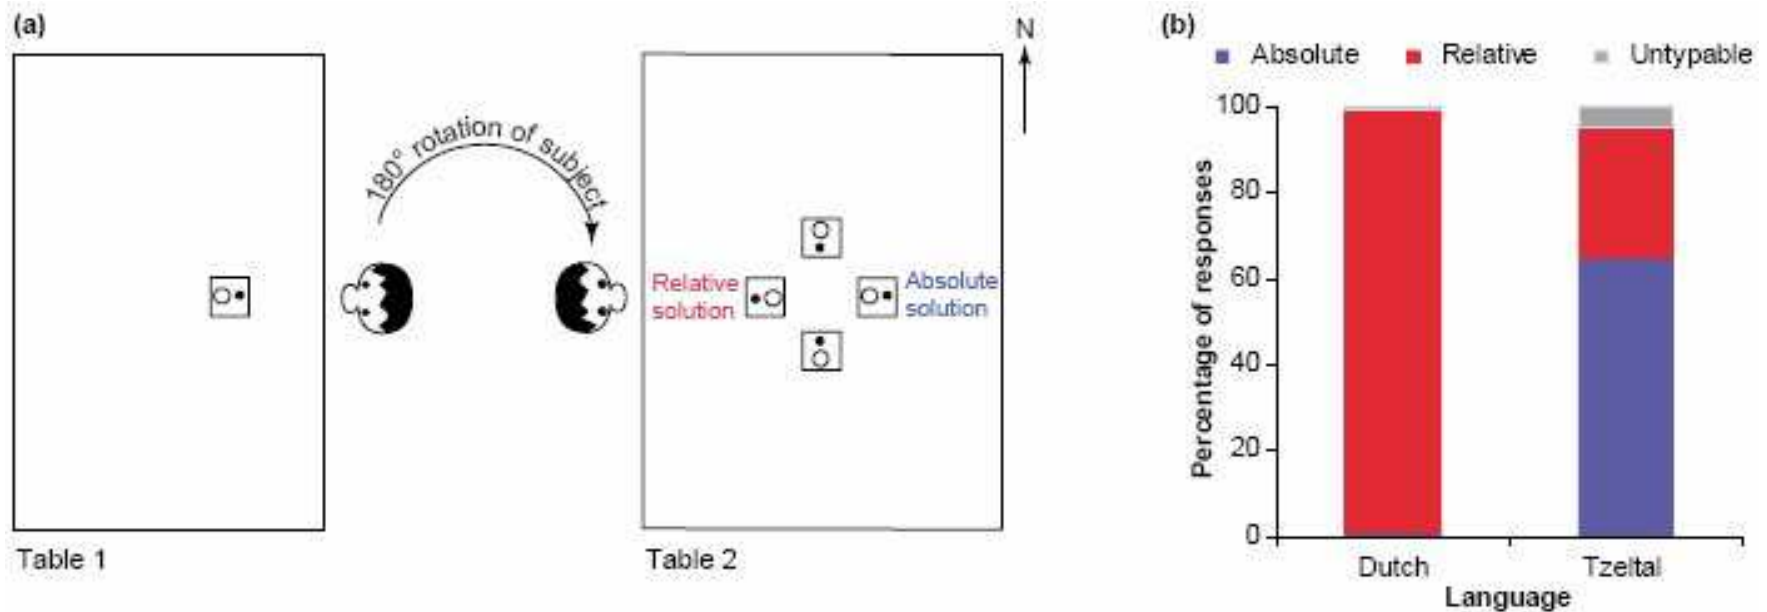 (a)
N
180° rotation of subject
Relative
solution
Absolute
solution
Table 1
Table 2
(b)
Absolute Relative Untypable
Percentage of responses
100
80
60
40
20
0
Dutch Tzeltal
Language